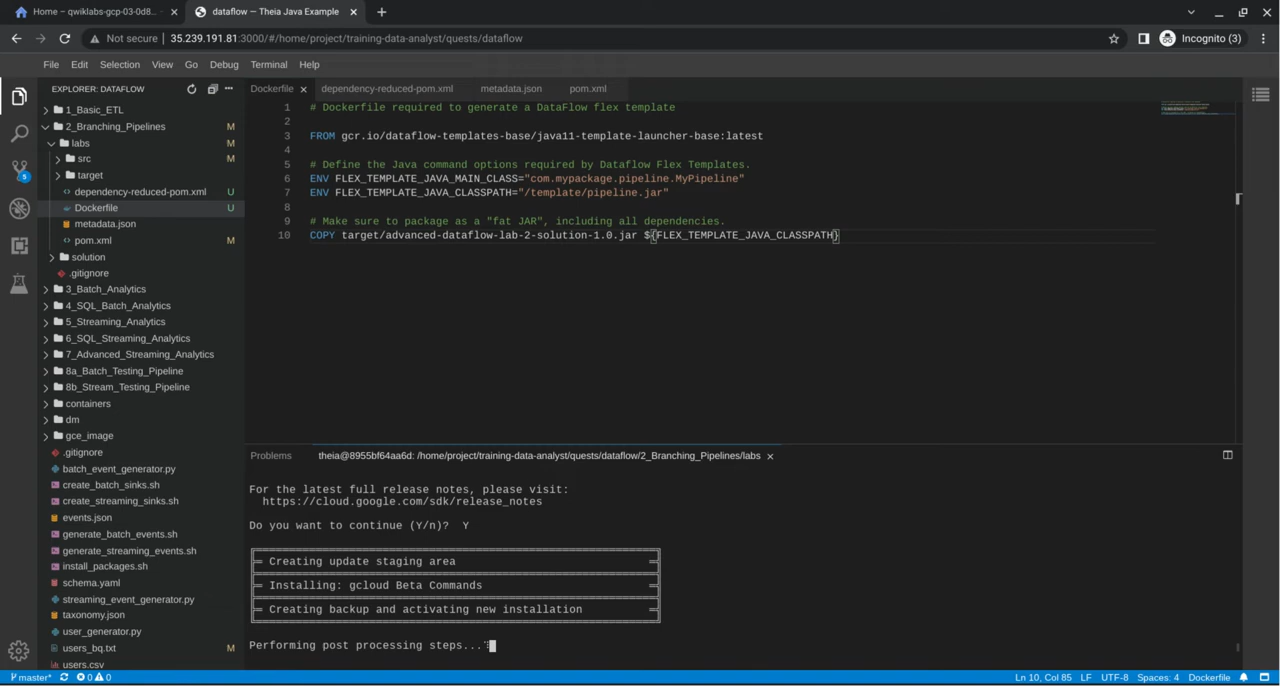 Home – qwiklabs-gcp-03-0d8...
dataflow — Theia Java Example
Not secure
35.239.191.81:3000/#/home/project/training-data-analyst/quests/dataflow
Incognito (3)
File Edit Selection View Go Debug Terminal Help
EXPLORER: DATAFLOW
1_Basic_ETL
2_Branching_Pipelines M
labs
src M
target
dependency-reduced-pom.xml U
Dockerfile U
metadata.json
pom.xml M
solution
.gitignore
3_Batch_Analytics
4_SQL_Batch_Analytics
5_Streaming_Analytics
6_SQL_Streaming_Analytics
7_Advanced_Streaming_Analytics
8a_Batch_Testing_Pipeline
8b_Stream_Testing_Pipeline
containers
dm
gce_image
.gitignore
batch_event_generator.py
create_batch_sinks.sh
create_streaming_sinks.sh
events.json
generate_batch_events.sh
generate_streaming_events.sh
install_packages.sh
schema.yaml
streaming_event_generator.py
taxonomy.json
user_generator.py
users_bq.txt M
users.csv
5
Dockerfile dependency-reduced-pom.xml metadata.json pom.xml
1 # Dockerfile required to generate a DataFlow flex template
2
3 FROM gcr.io/dataflow-templates-base/java11-template-launcher-base:latest
4
5 # Define the Java command options required by Dataflow Flex Templates.
6 ENV FLEX_TEMPLATE_JAVA_MAIN_CLASS="com.mypackage.pipeline.MyPipeline"
7 ENV FLEX_TEMPLATE_JAVA_CLASSPATH="/template/pipeline.jar"
8
9 # Make sure to package as a "fat JAR", including all dependencies.
10 COPY target/advanced-dataflow-lab-2-solution-1.0.jar ${FLEX_TEMPLATE_JAVA_CLASSPATH}
Problems theia@8955bf64aa6d: /home/project/training-data-analyst/quests/dataflow/2_Branching_Pipelines/labs
For the latest full release notes, please visit:
https://cloud.google.com/sdk/release_notes
Do you want to continue (Y/n)? Y
Creating update staging area
Installing: gcloud Beta Commands
Creating backup and activating new installation
Performing post processing steps...
master* 0 0
Ln 10, Col 85 LF UTF-8 Spaces: 4 Dockerfile